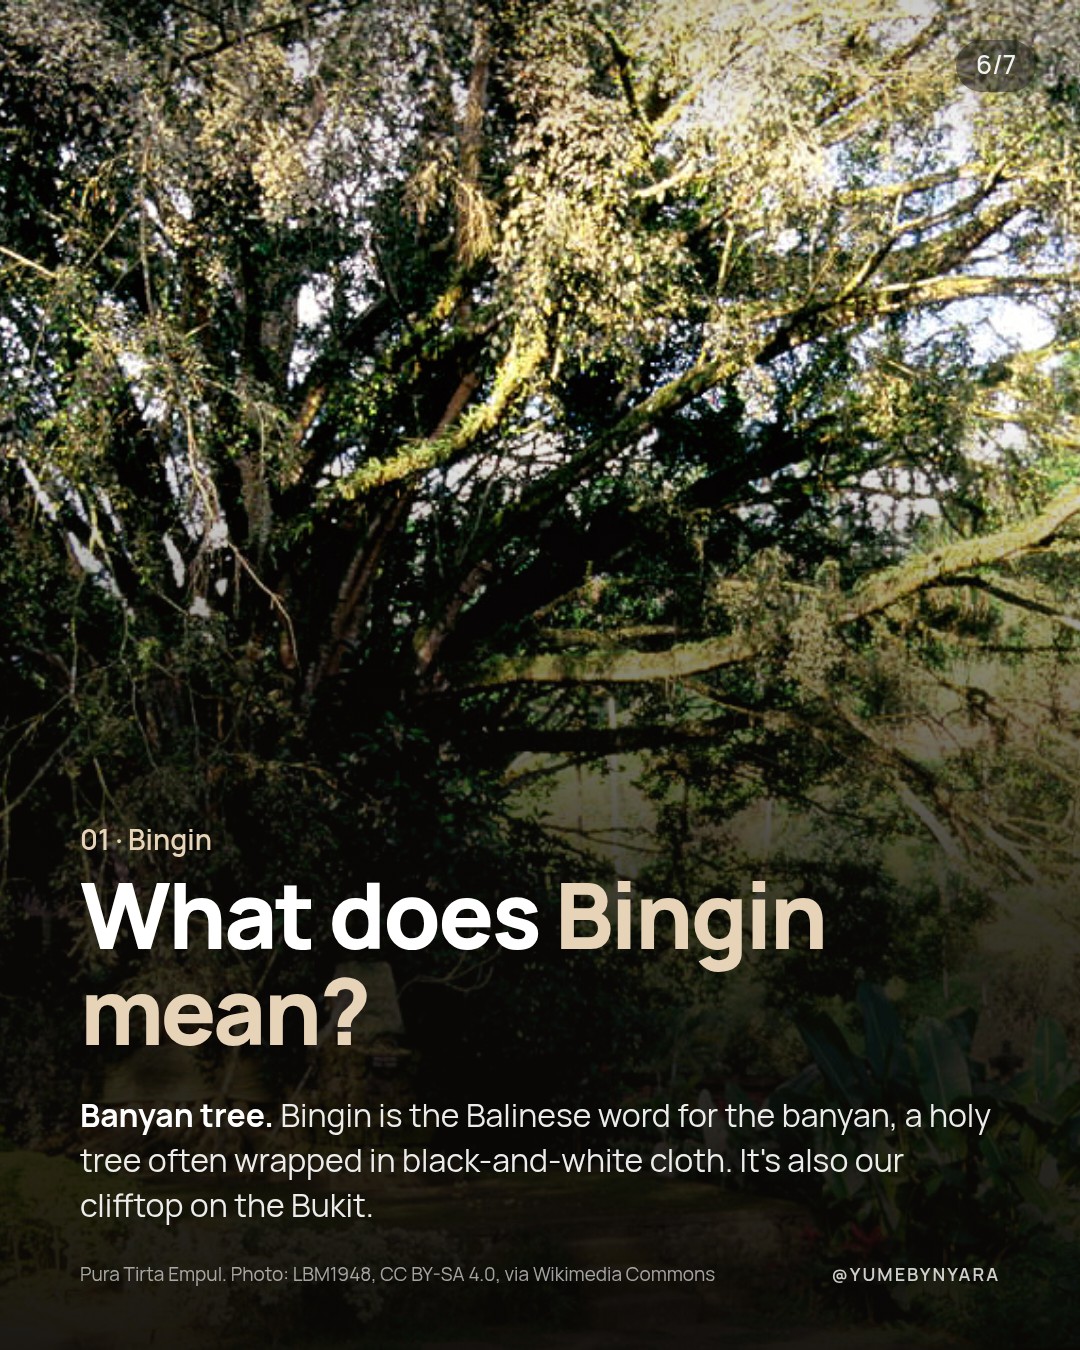 6/7
01 · Bingin
What does Bingin
mean?
Banyan tree. Bingin is the Balinese word for the banyan, a holy
tree often wrapped in black-and-white cloth. It's also our
clifftop on the Bukit.
Pura Tirta Empul. Photo: LBM1948, CC BY-SA 4.0, via Wikimedia Commons
@YUMEBYNYARA